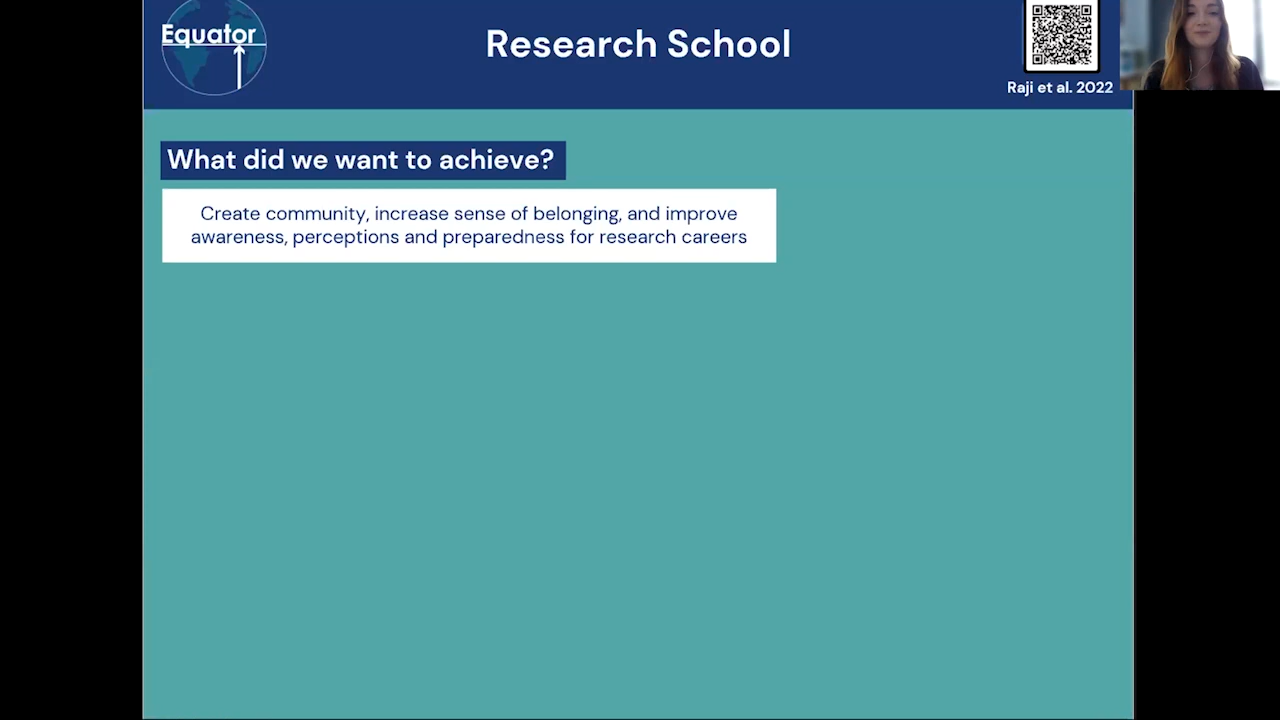 Equator
Research School
Raji et al. 2022
What did we want to achieve?
Create community, increase sense of belonging, and improve
awareness, perceptions and preparedness for research careers